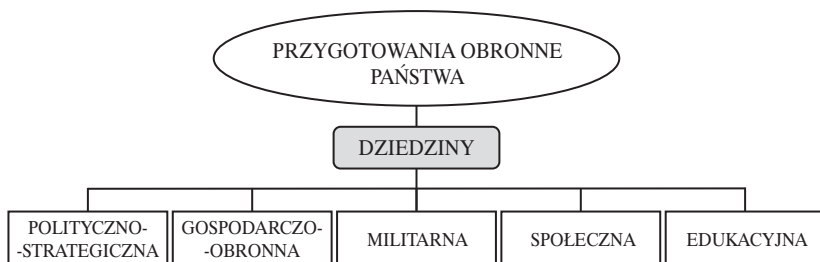 PRZYGOTOWANIA OBRONNE
PAŃSTWA
DZIEDZINY
POLITYCZNO-
-STRATEGICZNA
GOSPODARCZO-
-OBRONNA
MILITARNA
SPOŁECZNA
EDUKACYJNA